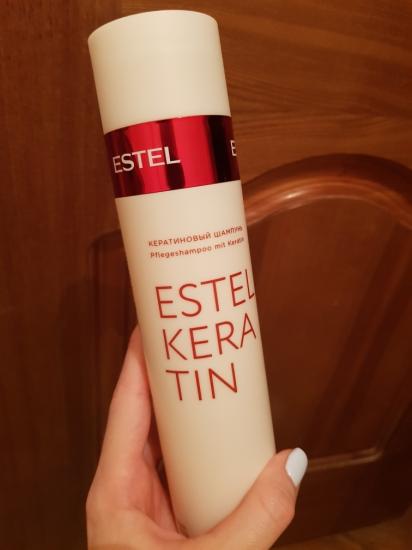 ESTEL
КЕРАТИНОВЫЙ ШАМПУНЬ
Pflegeshampoo mit Keratin
ESTEL
KERA
TIN